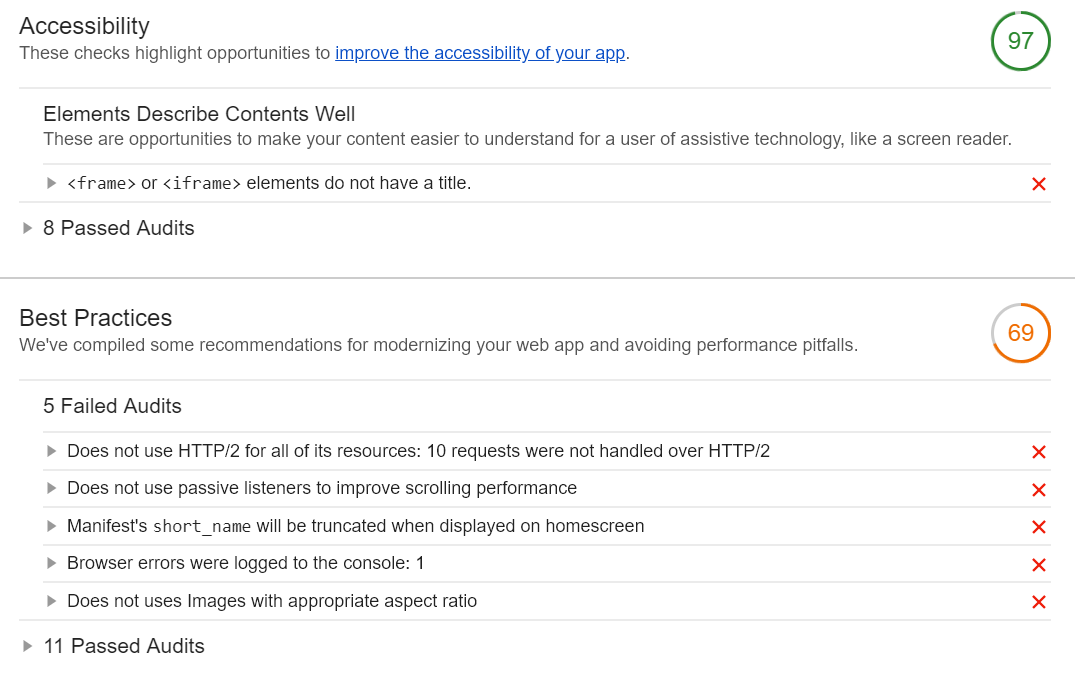 Accessibility
97
These checks highlight opportunities to improve the accessibility of your app.
Elements Describe Contents Well
These are opportunities to make your content easier to understand for a user of assistive technology, like a screen reader.
<frame> or <iframe> elements do not have a title.
8 Passed Audits
Best Practices
69
We've compiled some recommendations for modernizing your web app and avoiding performance pitfalls.
5 Failed Audits
Does not use HTTP/2 for all of its resources: 10 requests were not handled over HTTP/2
Does not use passive listeners to improve scrolling performance
Manifest's short_name will be truncated when displayed on homescreen
Browser errors were logged to the console: 1
Does not uses Images with appropriate aspect ratio
11 Passed Audits